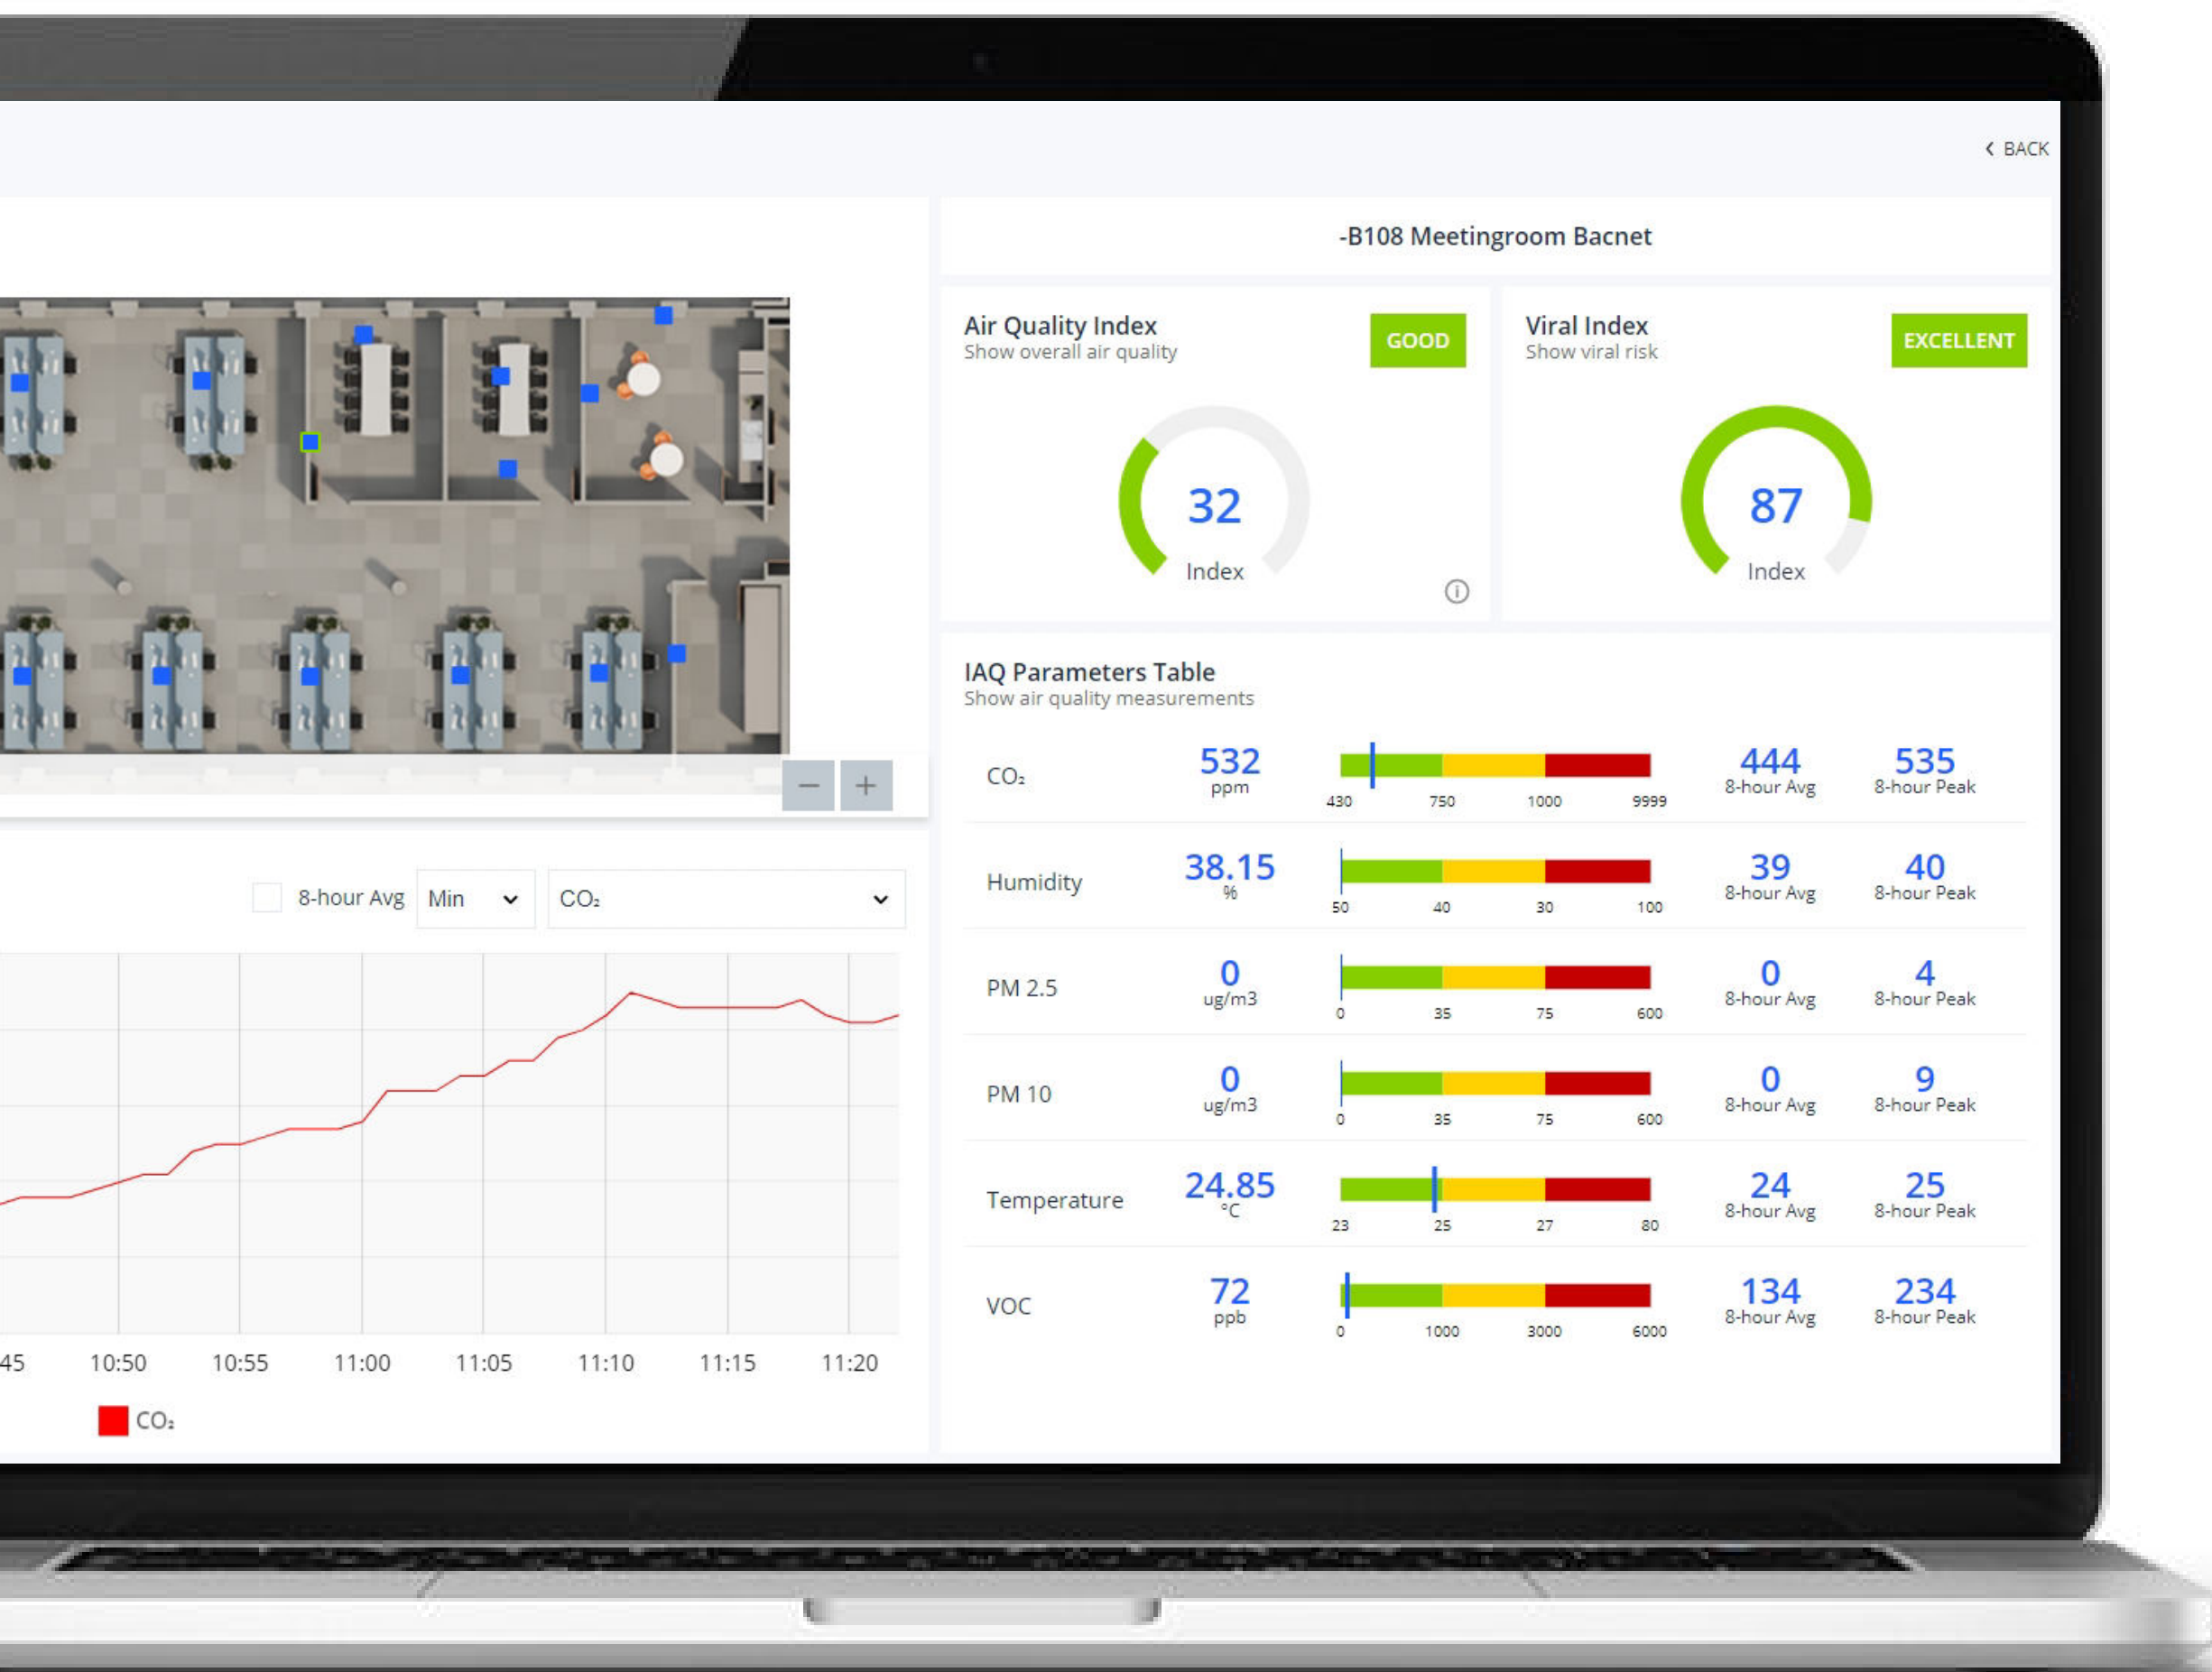 < BACK
-B108 Meetingroom Bacnet
Air Quality Index
Show overall air quality
GOOD
32
Index
Viral Index
Show viral risk
EXCELLENT
87
Index
− +
8-hour Avg Min CO₂
45 10:50 10:55 11:00 11:05 11:10 11:15 11:20
CO₂
IAQ Parameters Table
Show air quality measurements
CO₂ 532 ppm 444 8-hour Avg 535 8-hour Peak
430 750 1000 9999
Humidity 38.15 % 39 8-hour Avg 40 8-hour Peak
50 40 30 100
PM 2.5 0 ug/m3 0 8-hour Avg 4 8-hour Peak
0 35 75 600
PM 10 0 ug/m3 0 8-hour Avg 9 8-hour Peak
0 35 75 600
Temperature 24.85 °C 24 8-hour Avg 25 8-hour Peak
23 25 27 80
VOC 72 ppb 134 8-hour Avg 234 8-hour Peak
0 1000 3000 6000